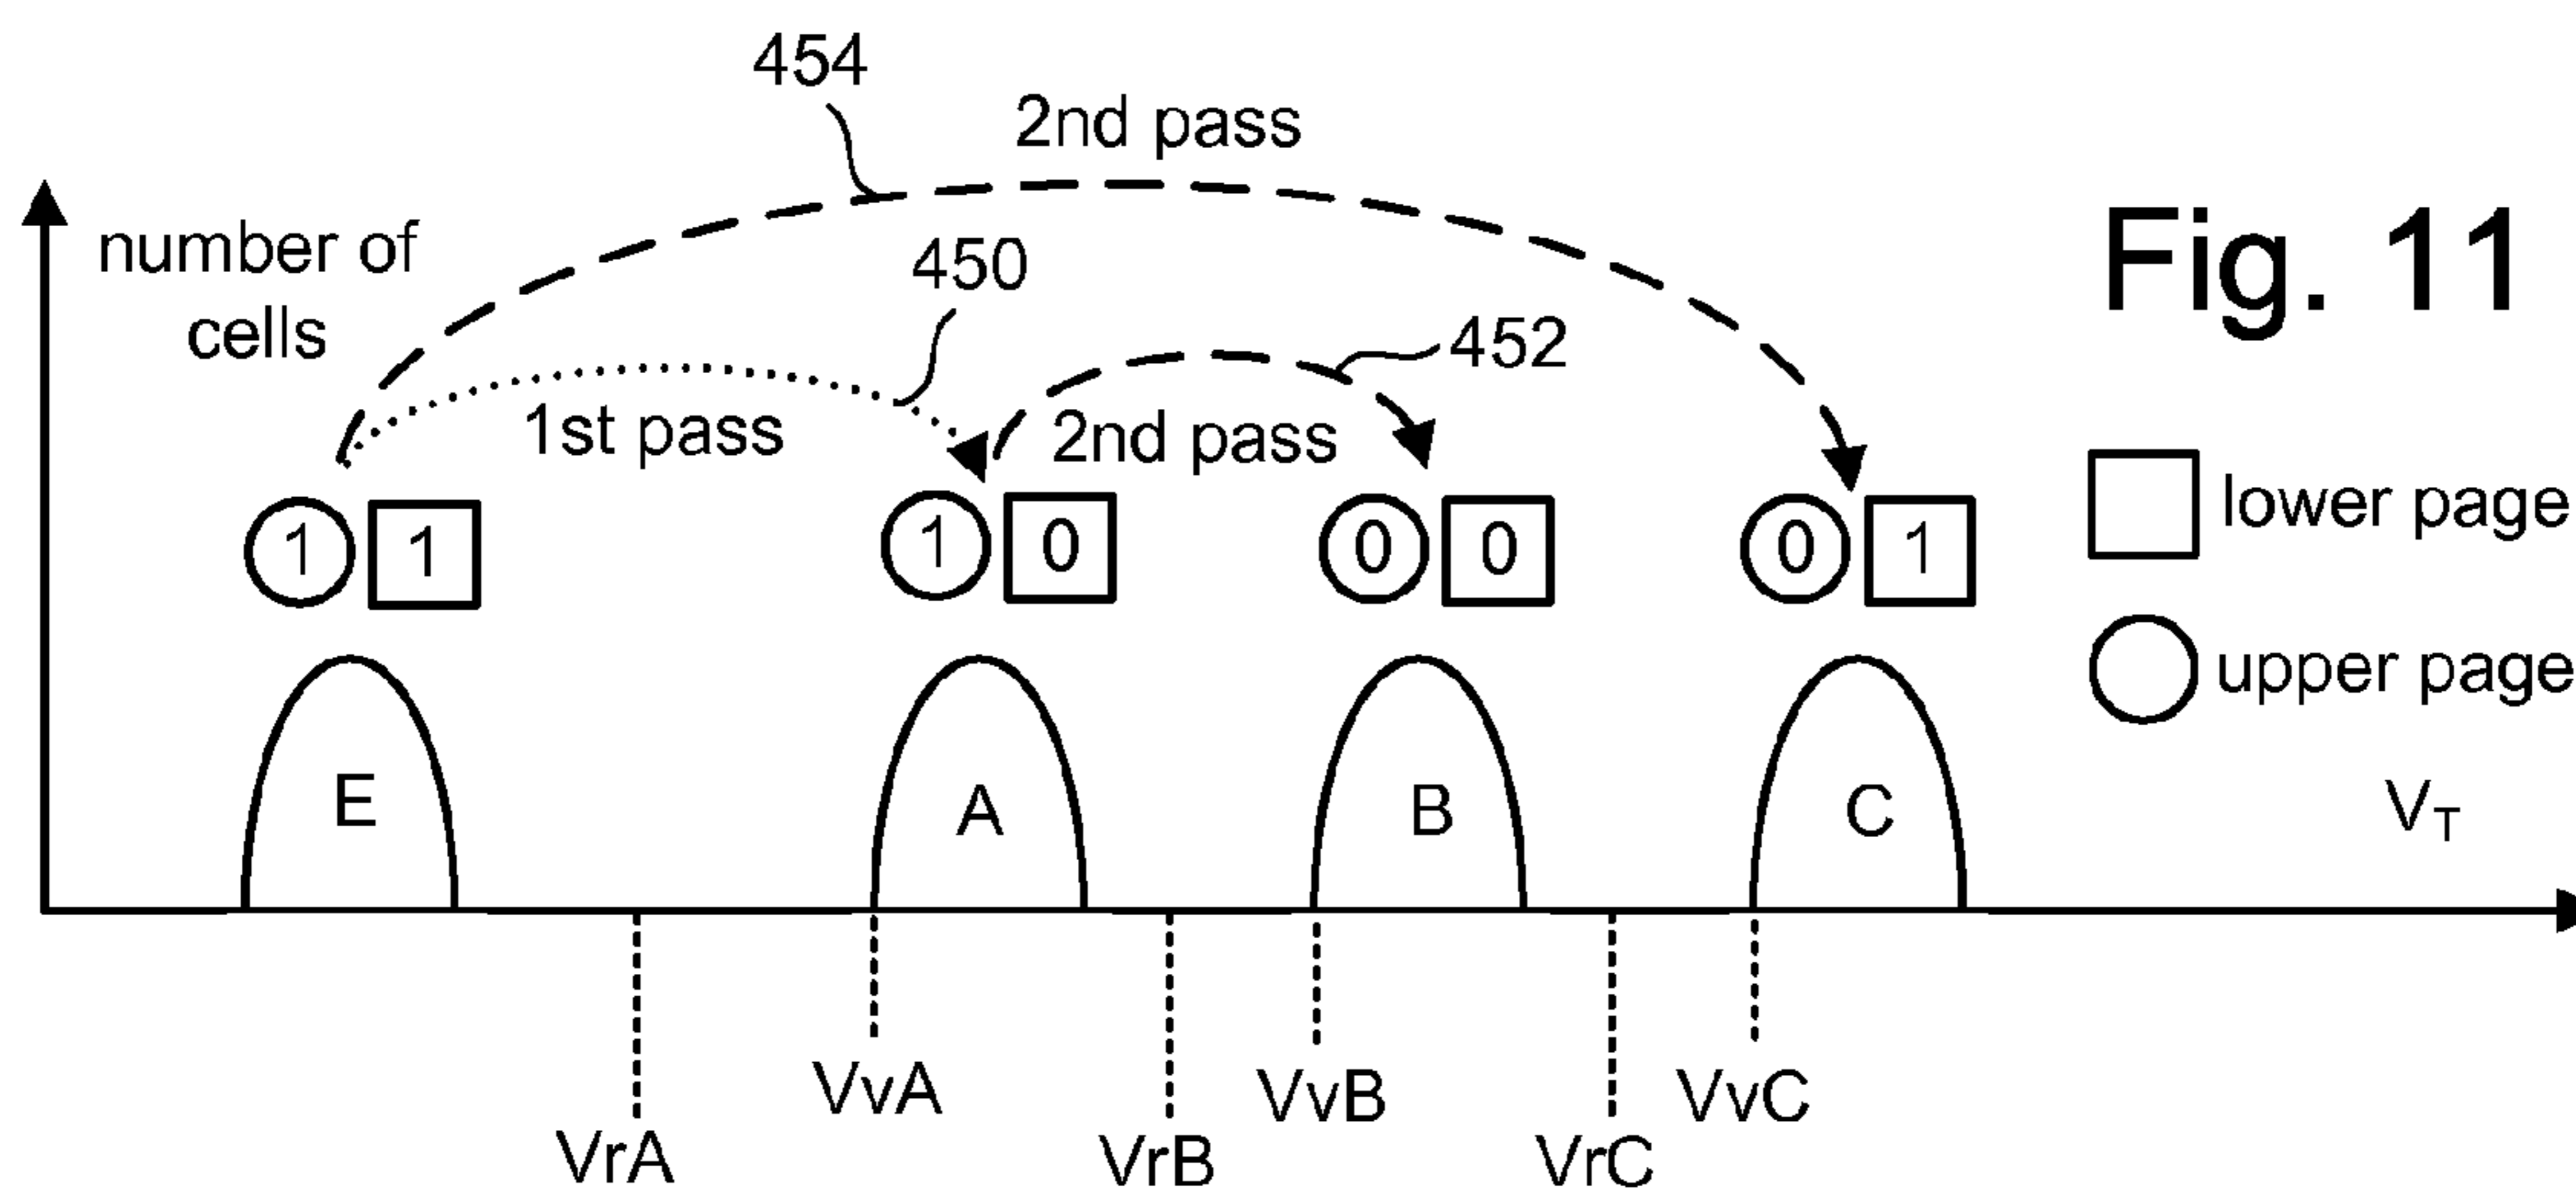 454
2nd pass
Fig. 11
number of
cells
450
452
1st pass
2nd pass
1 1
1 0
0 0
0 1
lower page
upper page
E
A
B
C
V_T
VvA
VvB
VvC
VrA
VrB
VrC